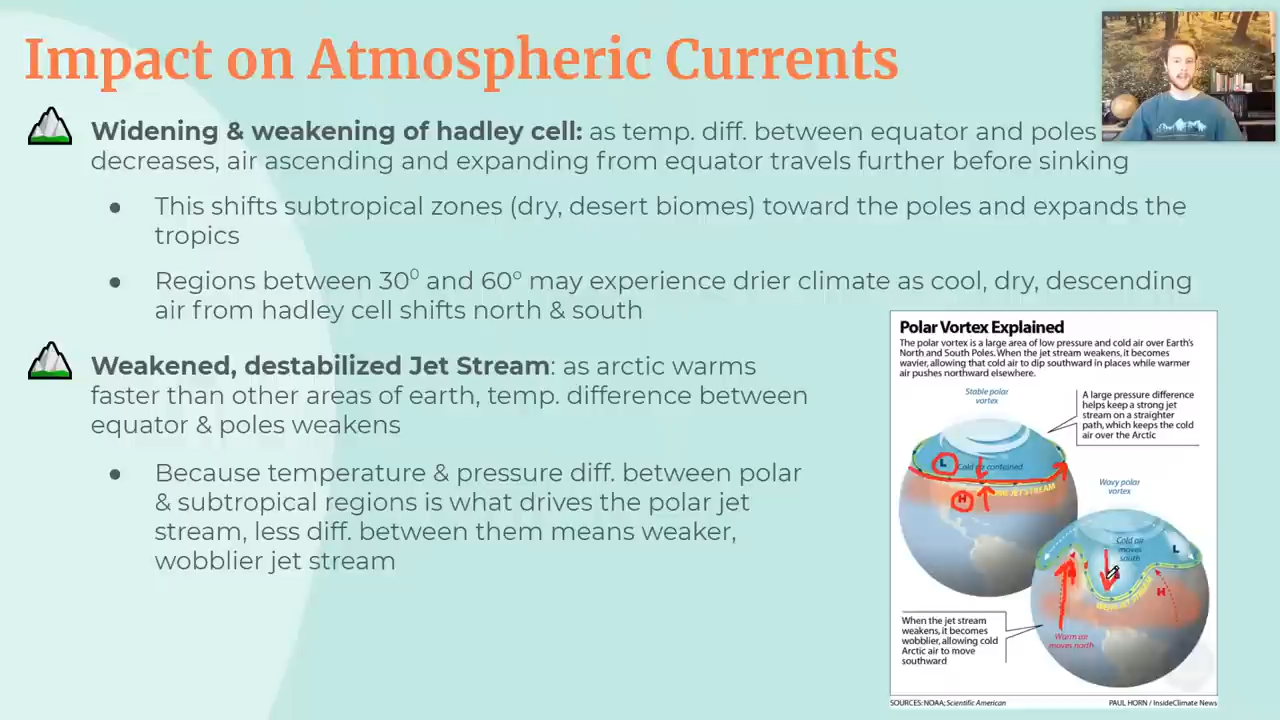 Impact on Atmospheric Currents
Widening & weakening of hadley cell: as temp. diff. between equator and poles
decreases, air ascending and expanding from equator travels further before sinking
● This shifts subtropical zones (dry, desert biomes) toward the poles and expands the
tropics
● Regions between 30⁰ and 60° may experience drier climate as cool, dry, descending
air from hadley cell shifts north & south
Weakened, destabilized Jet Stream: as arctic warms
faster than other areas of earth, temp. difference between
equator & poles weakens
● Because temperature & pressure diff. between polar
& subtropical regions is what drives the polar jet
stream, less diff. between them means weaker,
wobblier jet stream
Polar Vortex Explained
The polar vortex is a large area of low pressure and cold air over Earth's
North and South Poles. When the jet stream weakens, it becomes
wavier, allowing that cold air to dip southward in places while warmer
air pushes northward elsewhere.
Stable polar
vortex
A large pressure difference
helps keep a strong jet
stream on a straighter
path, which keeps the cold
air over the Arctic
L
Cold air contained
H
JET STREAM
Wavy polar
vortex
Cold air
moves
south
L
H
Warm air
moves north
When the jet stream
weakens, it becomes
wobblier, allowing cold
Arctic air to move
southward
SOURCES: NOAA; Scientific American
PAUL HORN / InsideClimate News